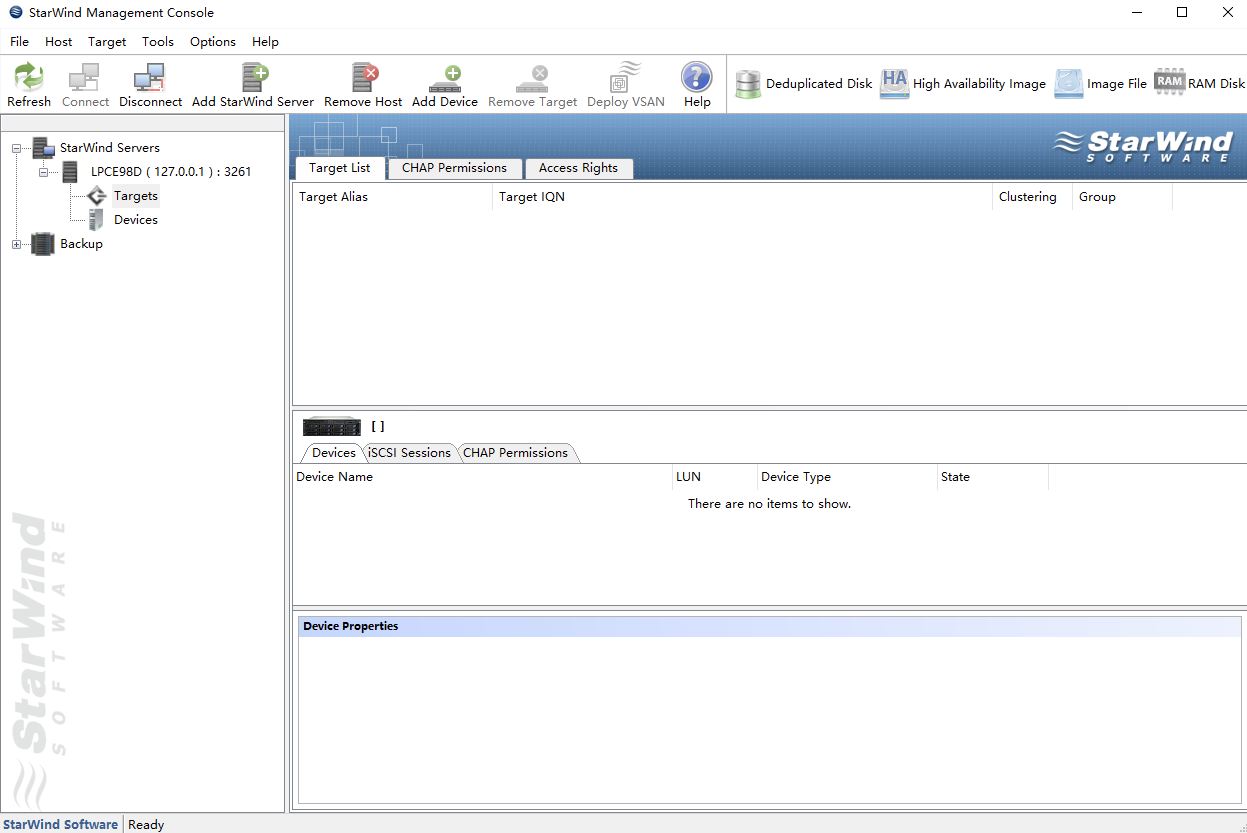 StarWind Management Console
File Host Target Tools Options Help
Refresh Connect Disconnect Add StarWind Server Remove Host Add Device Remove Target Deploy VSAN Help Deduplicated Disk HA High Availability Image Image File RAM RAM Disk
StarWind Servers
LPCE98D ( 127.0.0.1 ) : 3261
Targets
Devices
Backup
StarWind
SOFTWARE
StarWind
SOFTWARE
Target List CHAP Permissions Access Rights
Target Alias Target IQN Clustering Group
[ ]
Devices iSCSI Sessions CHAP Permissions
Device Name LUN Device Type State
There are no items to show.
Device Properties
StarWind Software Ready